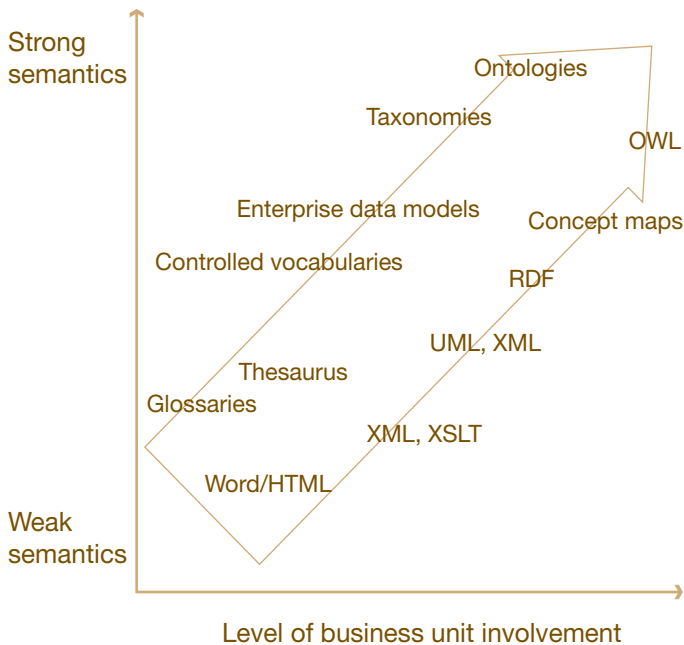 Strong
semantics
Ontologies
Taxonomies
OWL
Enterprise data models
Concept maps
Controlled vocabularies
RDF
UML, XML
Thesaurus
Glossaries
XML, XSLT
Word/HTML
Weak
semantics
Level of business unit involvement